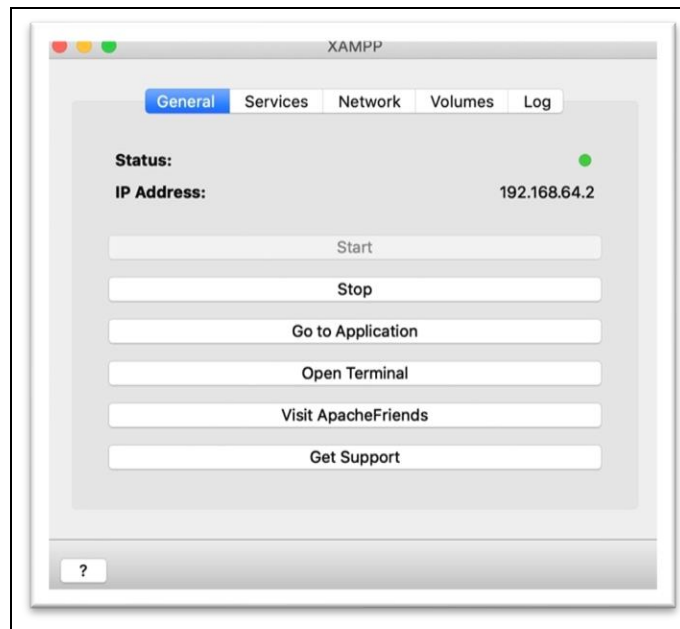 XAMPP
General Services Network Volumes Log
Status:
IP Address: 192.168.64.2
Start
Stop
Go to Application
Open Terminal
Visit ApacheFriends
Get Support
?